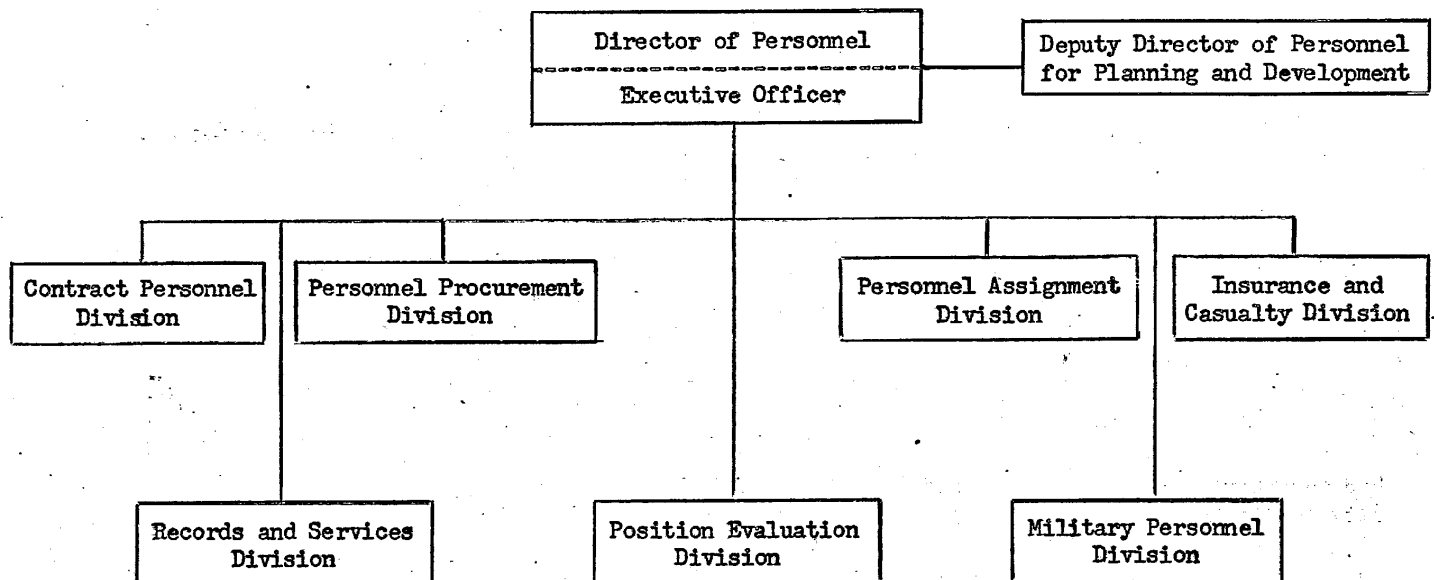 Director of Personnel
Executive Officer
Deputy Director of Personnel
for Planning and Development
Contract Personnel
Division
Personnel Procurement
Division
Personnel Assignment
Division
Insurance and
Casualty Division
Records and Services
Division
Position Evaluation
Division
Military Personnel
Division